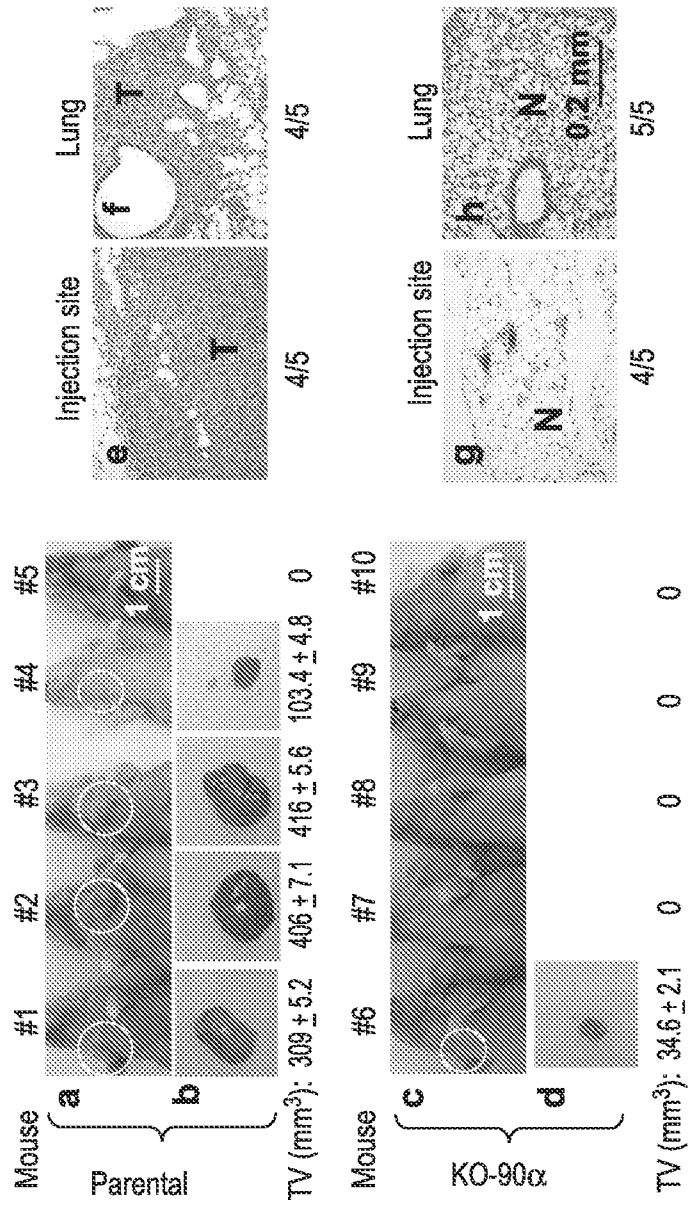 Mouse #1 #2 #3 #4 #5
Parental
a
1 cm
b
TV (mm³): 309 ± 5.2 406 ± 7.1 416 ± 5.6 103.4 ± 4.8 0
Mouse #6 #7 #8 #9 #10
KO-90α
c
1 cm
d
TV (mm³): 34.6 ± 2.1 0 0 0 0
Injection site Lung
e
T
f
T
4/5 4/5
Injection site Lung
g
N
h
N
0.2 mm
4/5 5/5